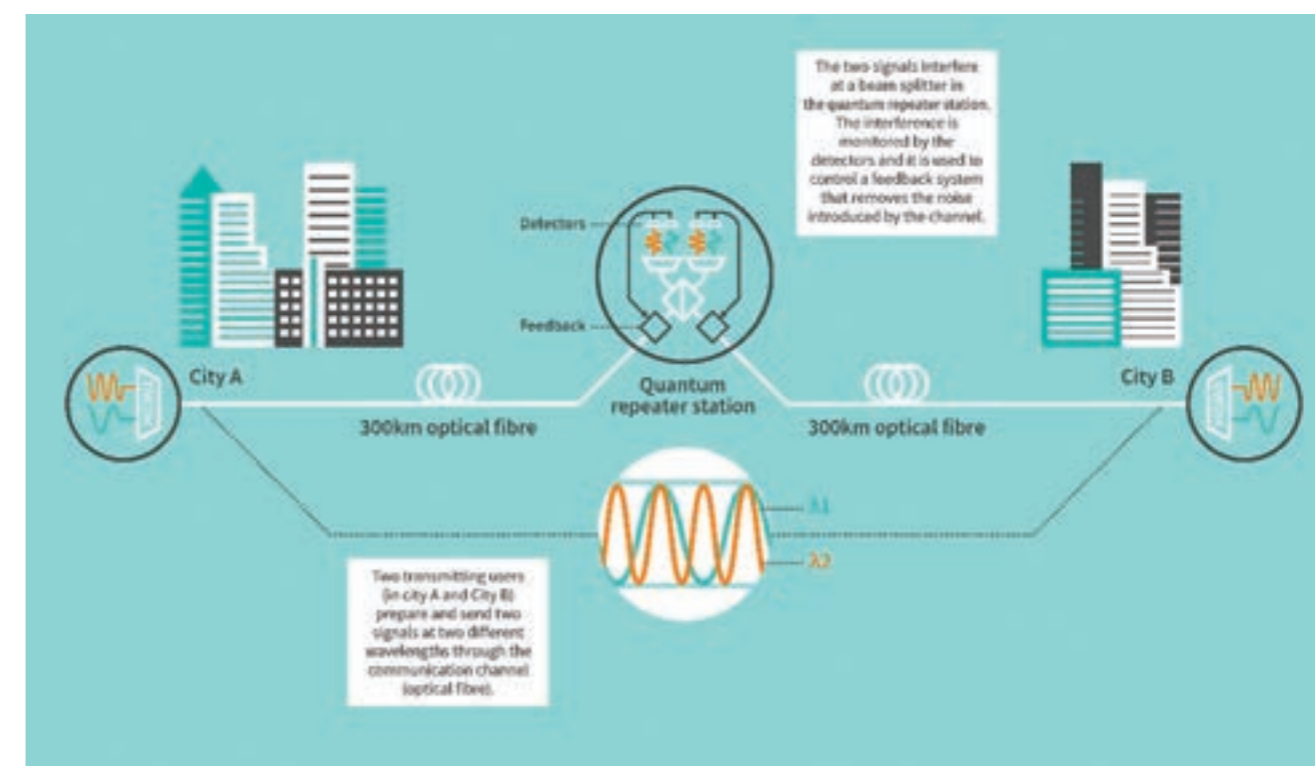 The two signals interfere
at a beam splitter in
the quantum repeater station.
The interference is
monitored by the
detectors and it is used to
control a feedback system
that removes the noise
introduced by the channel.
Detectors
Feedback
City A
Quantum
repeater station
City B
300km optical fibre
300km optical fibre
λ1
λ2
Two transmitting users
(in city A and City B)
prepare and send two
signals at two different
wavelengths through the
communication channel
(optical fibre).